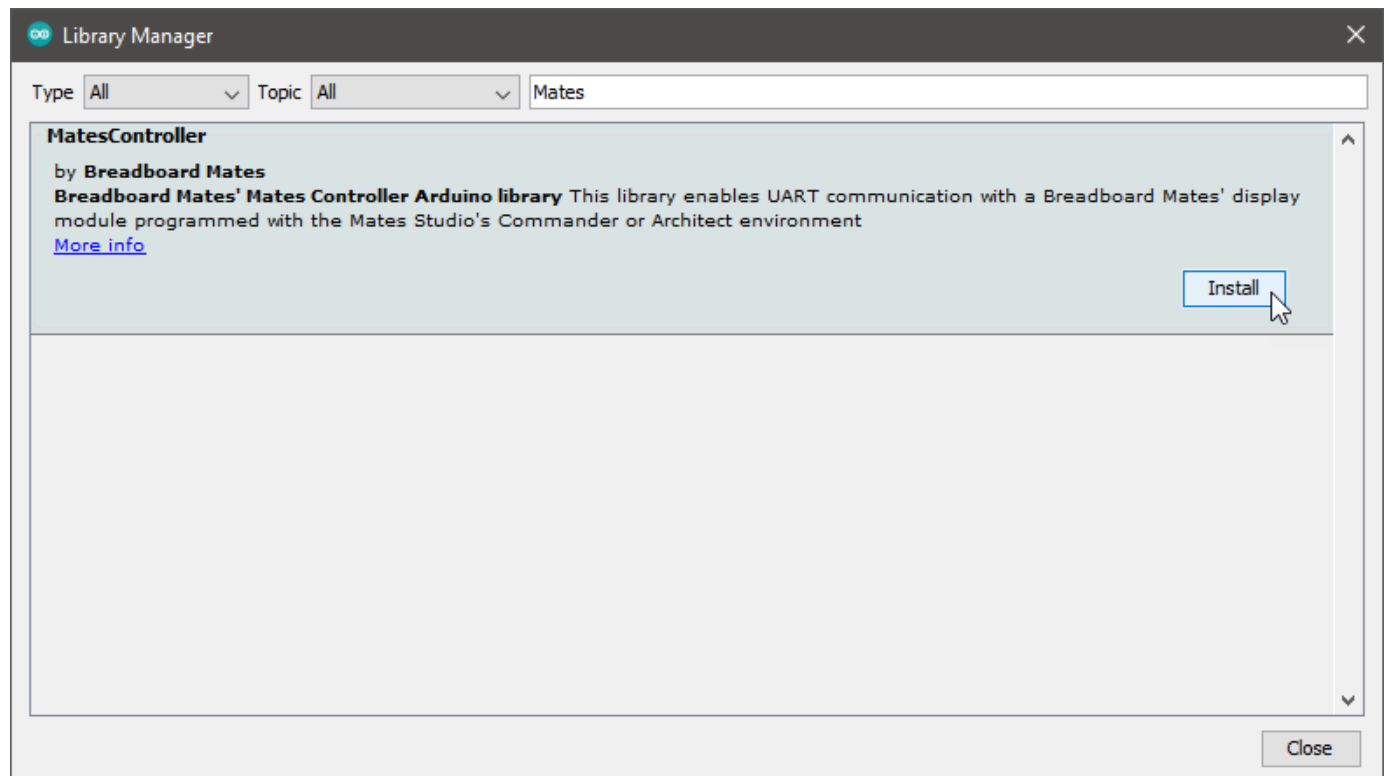 Library Manager
Type All Topic All Mates
MatesController
by Breadboard Mates
Breadboard Mates' Mates Controller Arduino library This library enables UART communication with a Breadboard Mates' display
module programmed with the Mates Studio's Commander or Architect environment
More info
Install
Close